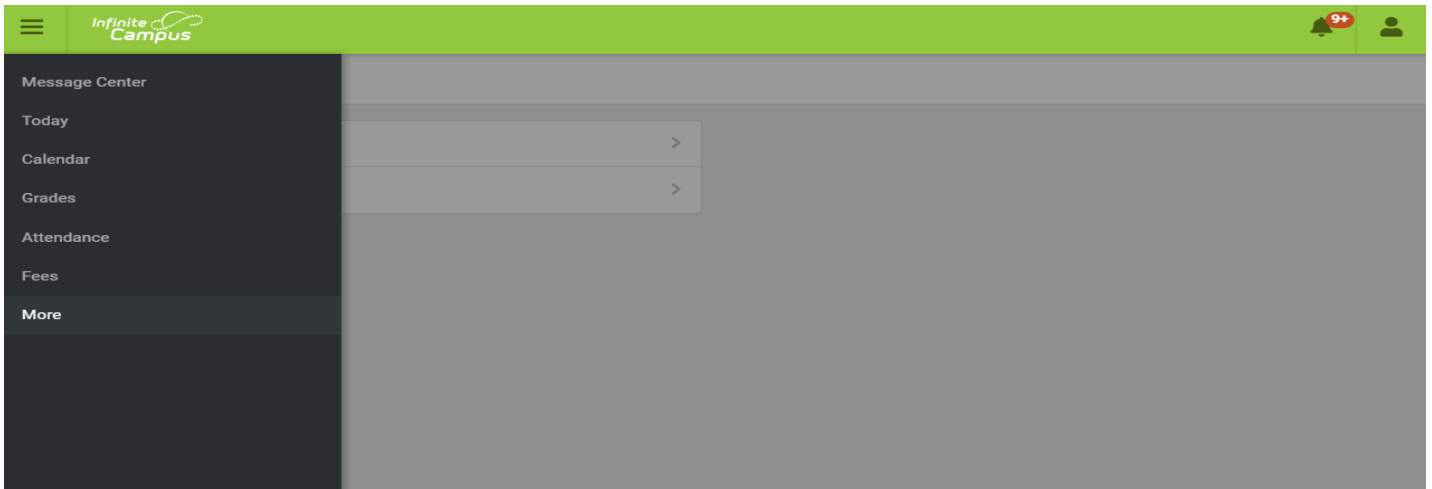 Infinite
Campus
9+
Message Center
Today
Calendar
Grades
Attendance
Fees
More